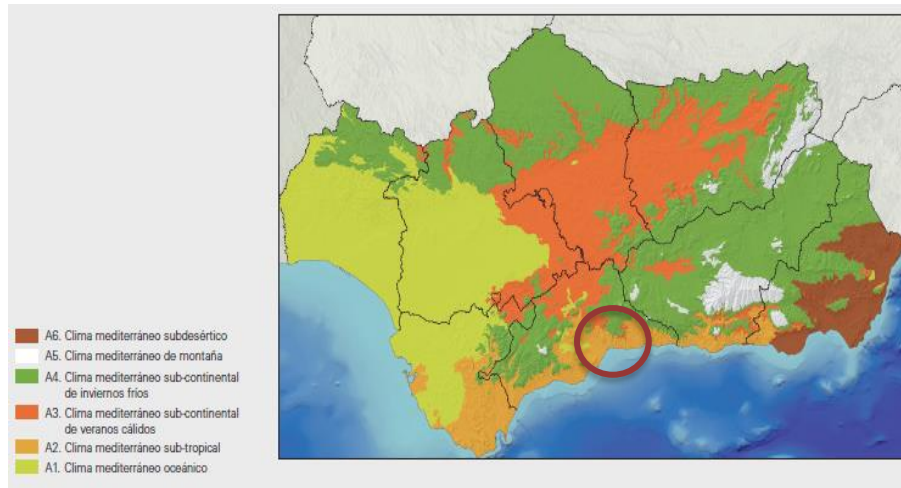 A6. Clima mediterráneo subdesértico
A5. Clima mediterráneo de montaña
A4. Clima mediterráneo sub-continental
de inviernos fríos
A3. Clima mediterráneo sub-continental
de veranos cálidos
A2. Clima mediterráneo sub-tropical
A1. Clima mediterráneo oceánico